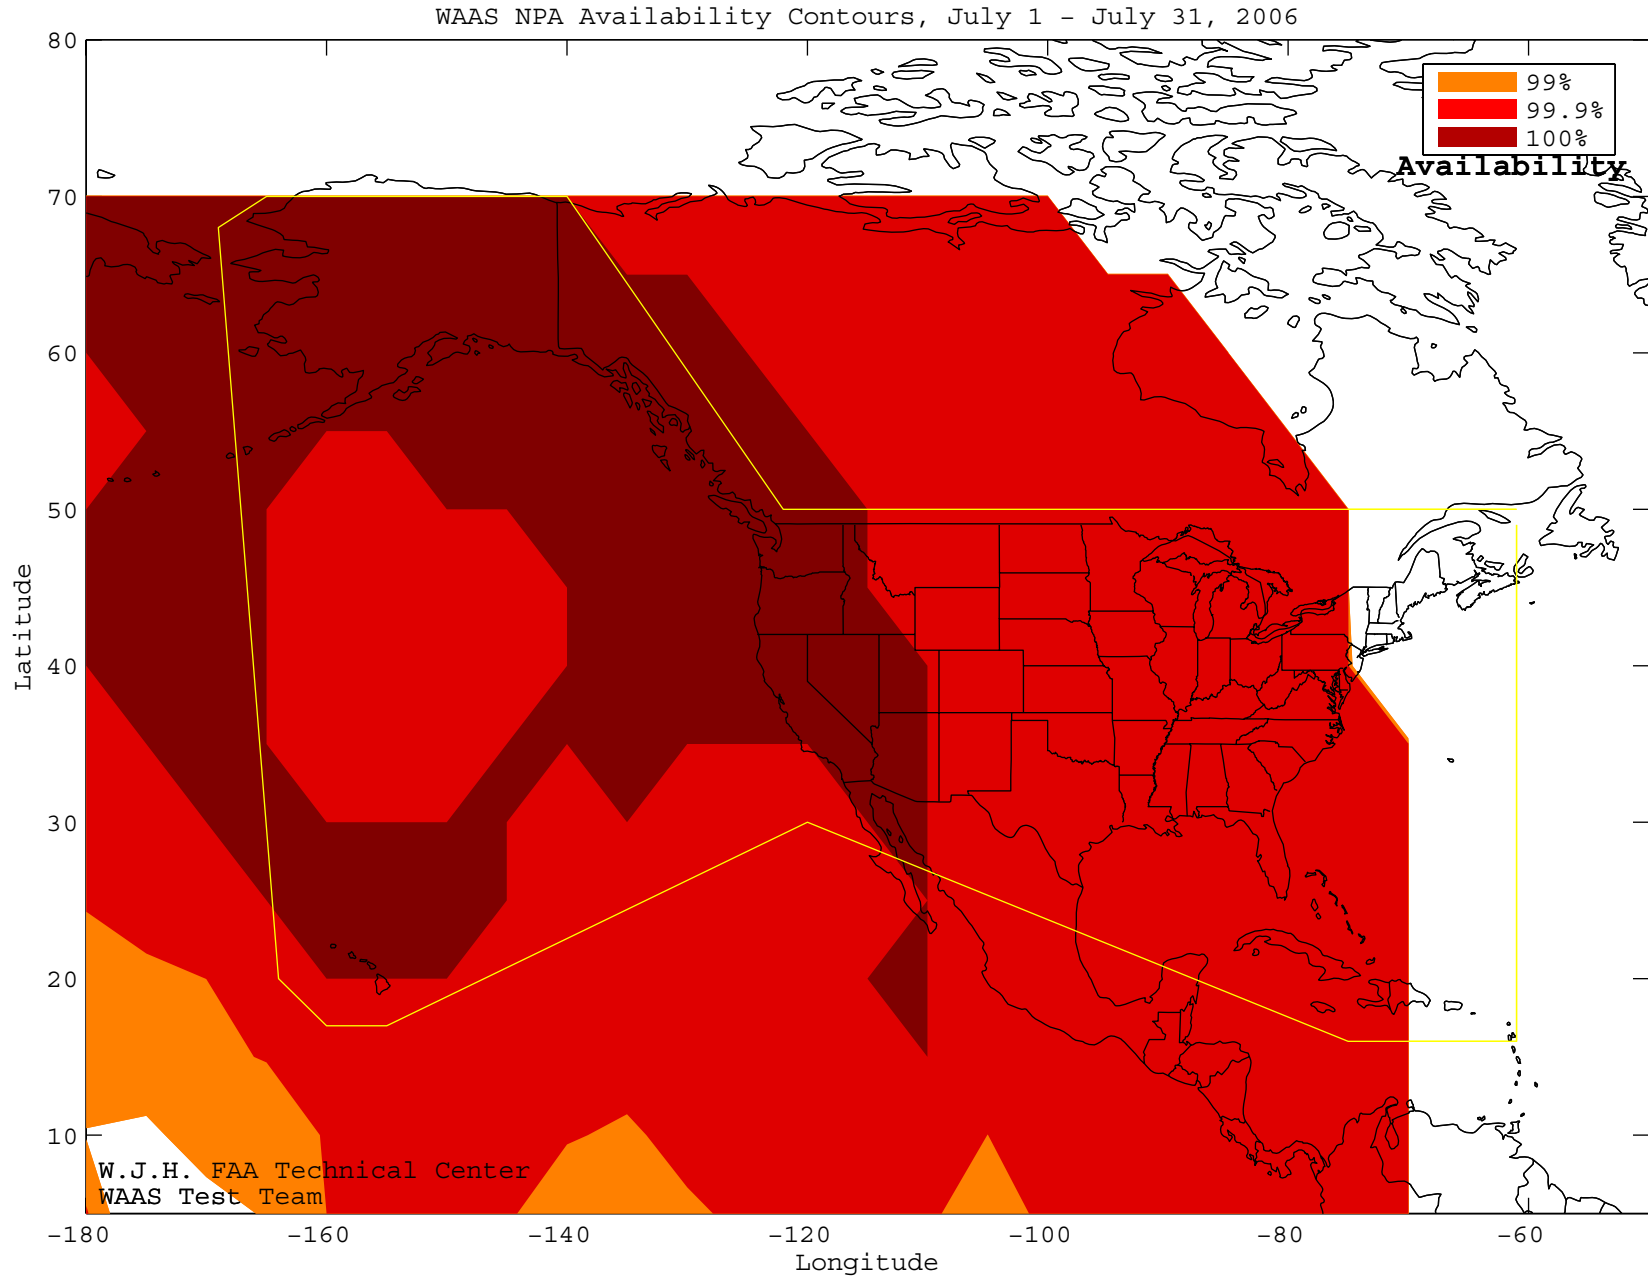 WAAS NPA Availability Contours, July 1 - July 31, 2006
80
70
60
50
40
30
20
10
Latitude
99%
99.9%
100%
Availability
W.J.H. FAA Technical Center
WAAS Test Team
-180 -160 -140 -120 -100 -80 -60
Longitude